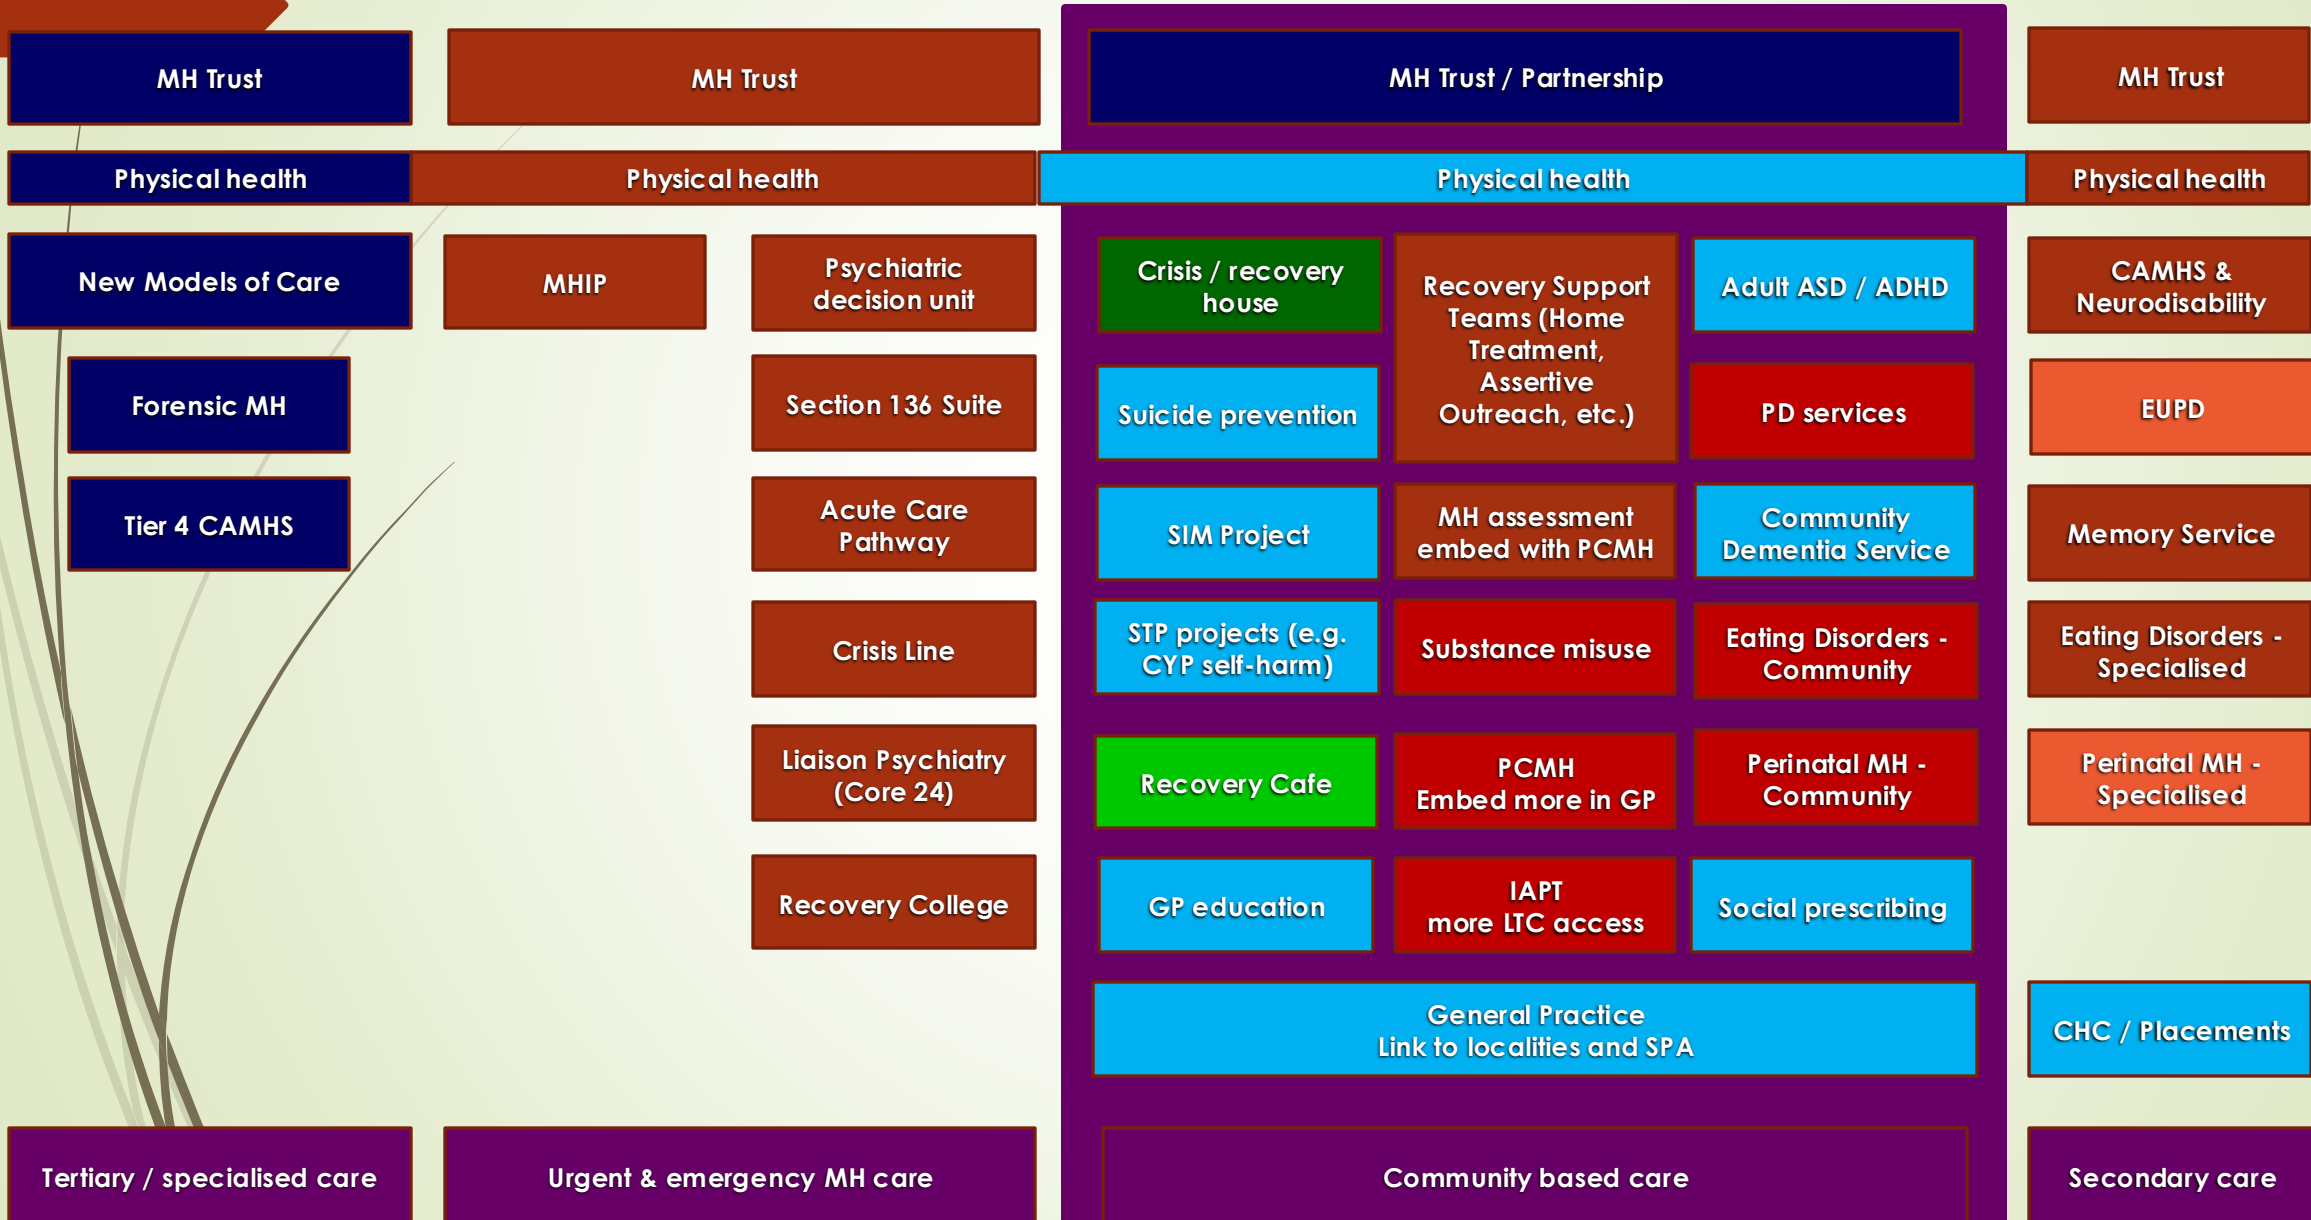 MH Trust
MH Trust
MH Trust / Partnership
MH Trust
Physical health
Physical health
Physical health
Physical health
New Models of Care
Forensic MH
Tier 4 CAMHS
MHIP
Psychiatric
decision unit
Section 136 Suite
Acute Care
Pathway
Crisis Line
Liaison Psychiatry
(Core 24)
Recovery College
Crisis / recovery
house
Suicide prevention
SIM Project
STP projects (e.g.
CYP self-harm)
Recovery Cafe
GP education
Recovery Support
Teams (Home
Treatment,
Assertive
Outreach, etc.)
MH assessment
embed with PCMH
Substance misuse
PCMH
Embed more in GP
IAPT
more LTC access
Adult ASD / ADHD
PD services
Community
Dementia Service
Eating Disorders -
Community
Perinatal MH -
Community
Social prescribing
General Practice
Link to localities and SPA
CAMHS &
Neurodisability
EUPD
Memory Service
Eating Disorders -
Specialised
Perinatal MH -
Specialised
CHC / Placements
Tertiary / specialised care
Urgent & emergency MH care
Community based care
Secondary care